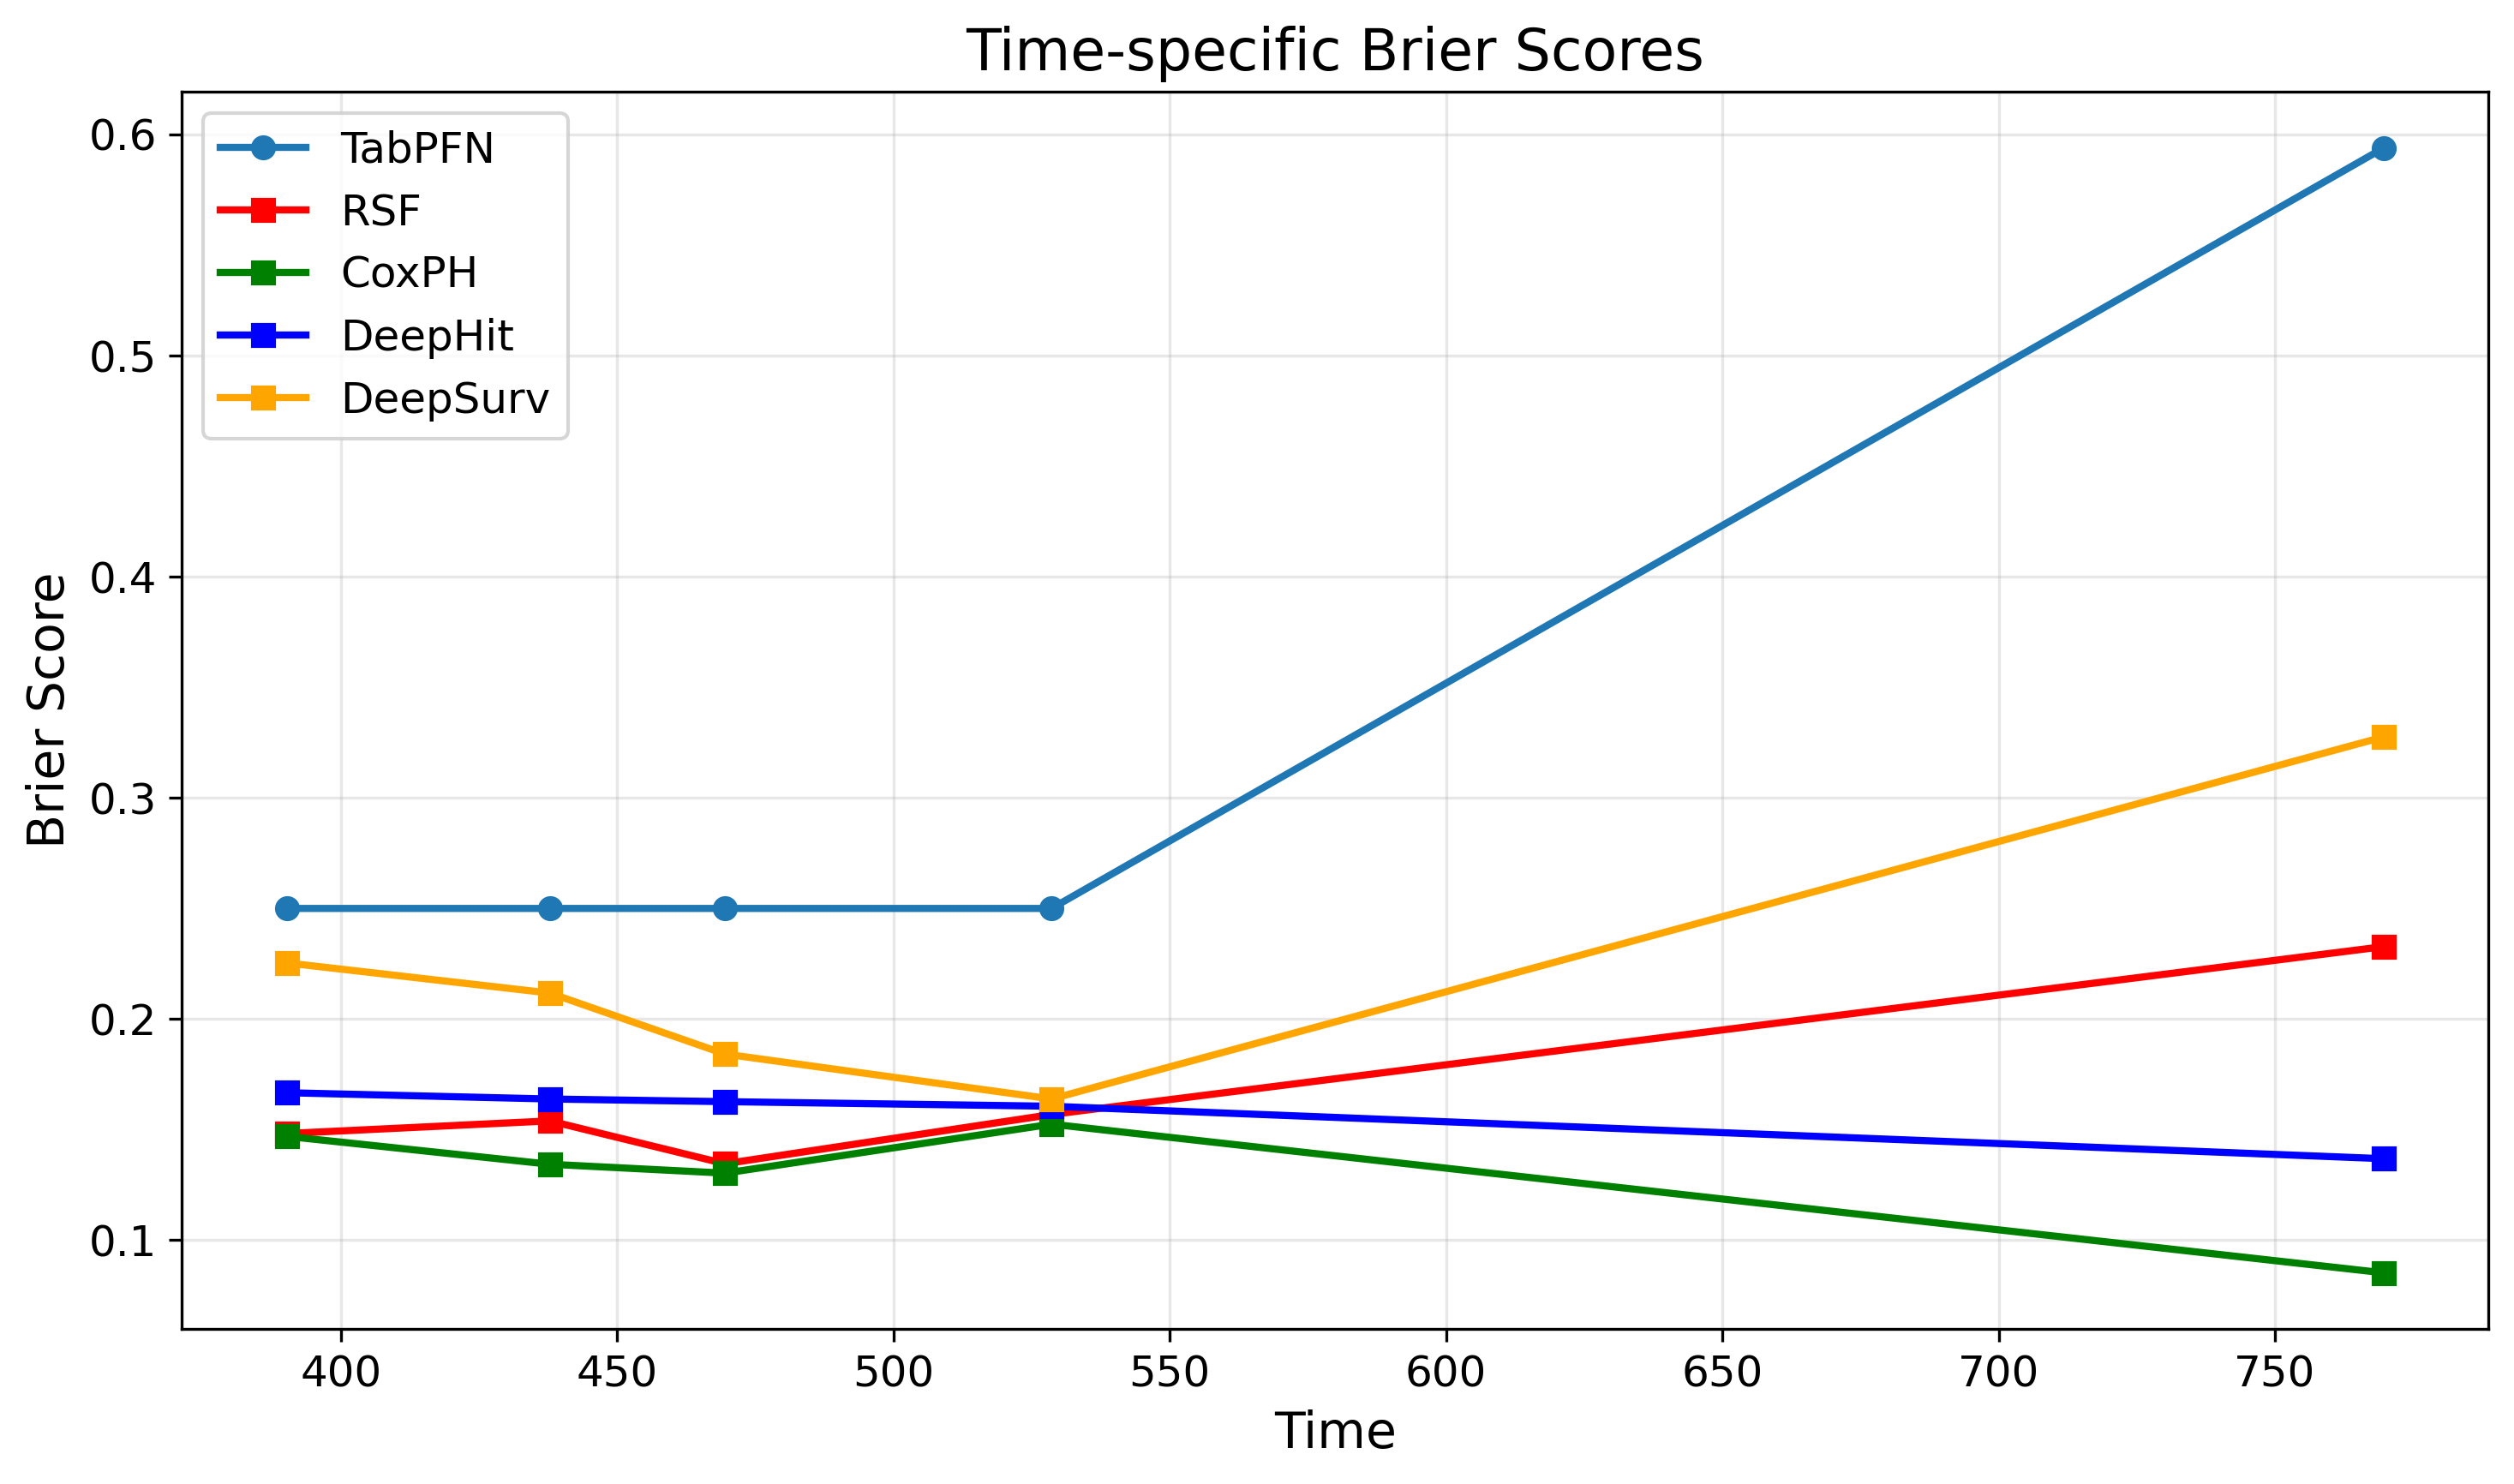 Time-specific Brier Scores
TabPFN
RSF
CoxPH
DeepHit
DeepSurv
Brier Score
0.6
0.5
0.4
0.3
0.2
0.1
400 450 500 550 600 650 700 750
Time